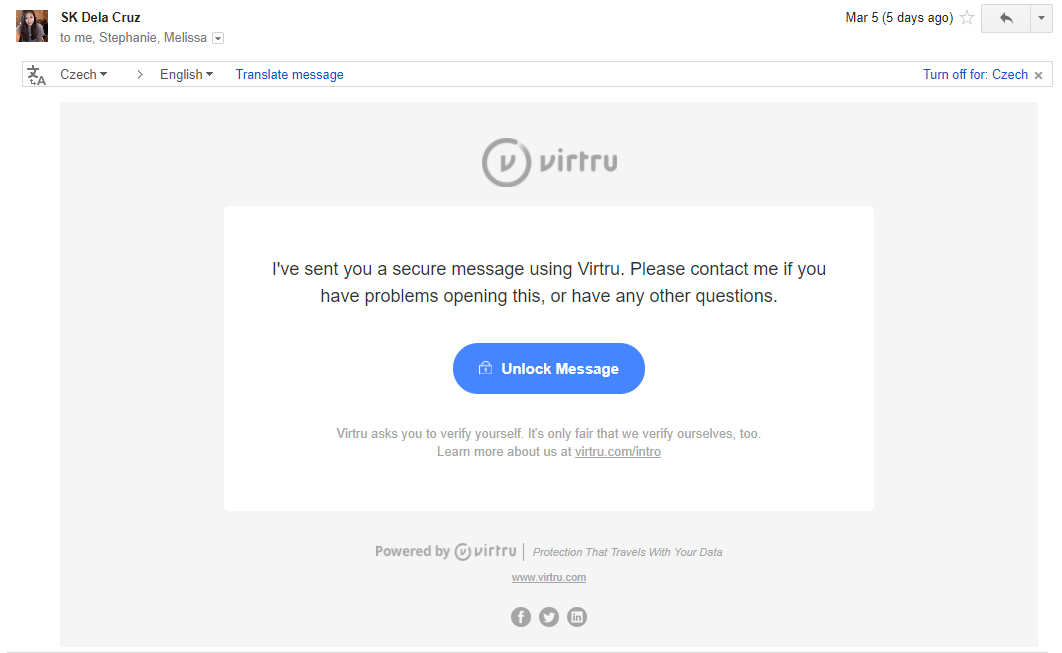 SK Dela Cruz
Mar 5 (5 days ago)
to me, Stephanie, Melissa
Czech > English Translate message
Turn off for: Czech ×
virtru
I've sent you a secure message using Virtru. Please contact me if you
have problems opening this, or have any other questions.
Unlock Message
Virtru asks you to verify yourself. It's only fair that we verify ourselves, too.
Learn more about us at virtru.com/intro
Powered by virtru | Protection That Travels With Your Data
www.virtru.com